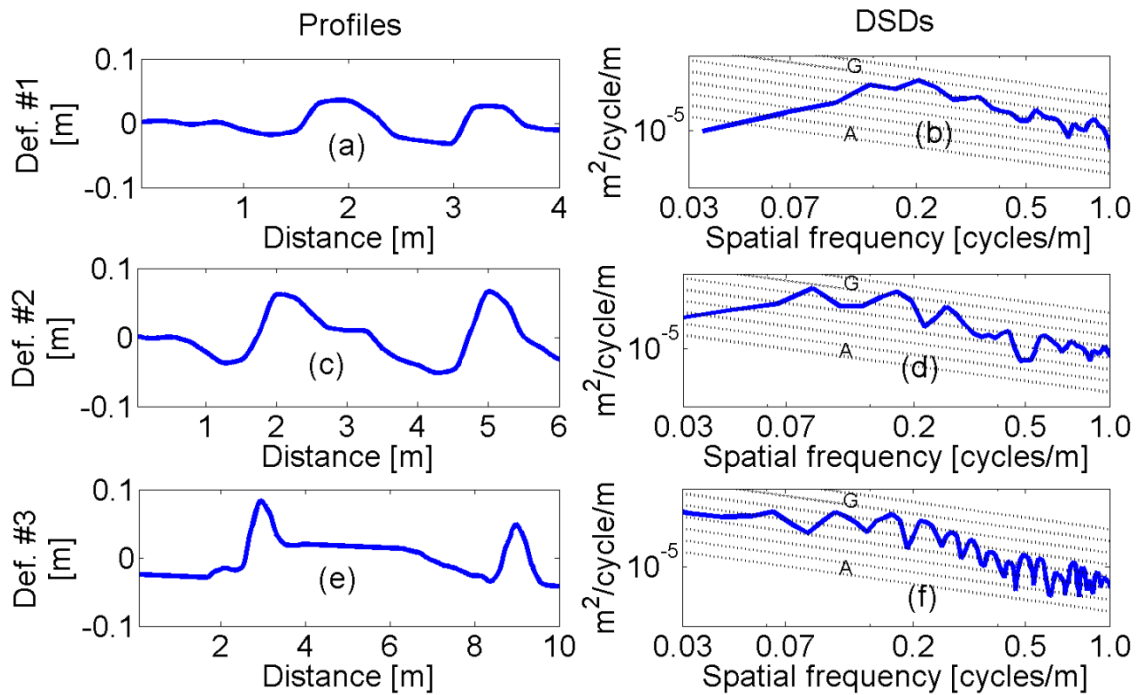 Profiles
DSDs
Def. #1
[m]
0.1
0
-0.1
(a)
1 2 3 4
Distance [m]
m²/cycle/m
10⁻⁵
G
A
(b)
0.03 0.07 0.2 0.5 1.0
Spatial frequency [cycles/m]
Def. #2
[m]
0.1
0
-0.1
(c)
1 2 3 4 5 6
Distance [m]
m²/cycle/m
10⁻⁵
G
A
(d)
0.03 0.07 0.2 0.5 1.0
Spatial frequency [cycles/m]
Def. #3
[m]
0.1
0
-0.1
(e)
2 4 6 8 10
Distance [m]
m²/cycle/m
10⁻⁵
G
A
(f)
0.03 0.07 0.2 0.5 1.0
Spatial frequency [cycles/m]